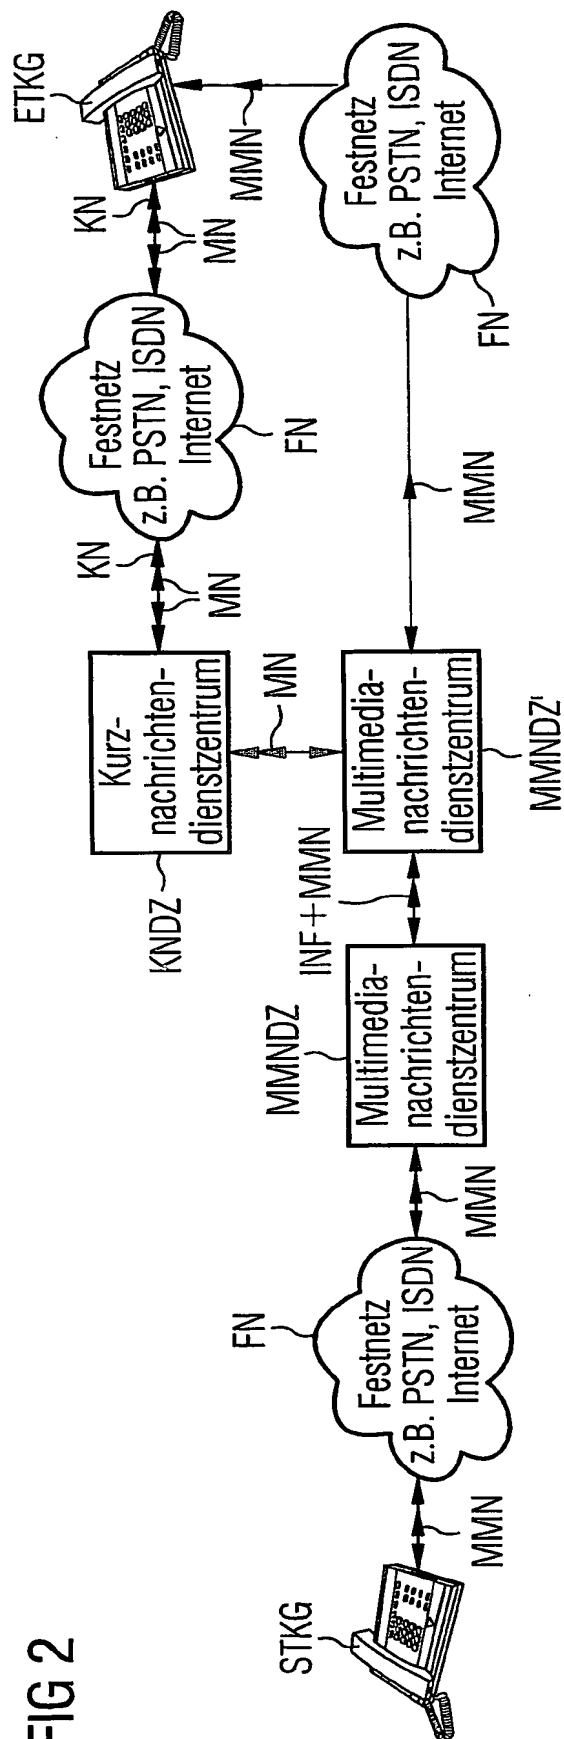 FIG 2
STKG
MMN
FN
Festnetz
z.B. PSTN, ISDN
Internet
MMN
MMNDZ
Multimedia-
nachrichten-
dienstzentrum
INF+MMN
Multimedia-
nachrichten-
dienstzentrum
MMNDZ'
MN
KNDZ
Kurz-
nachrichten-
dienstzentrum
KN
MN
Festnetz
z.B. PSTN, ISDN
Internet
FN
KN
MN
ETKG
MMN
Festnetz
z.B. PSTN, ISDN
Internet
FN
MMN